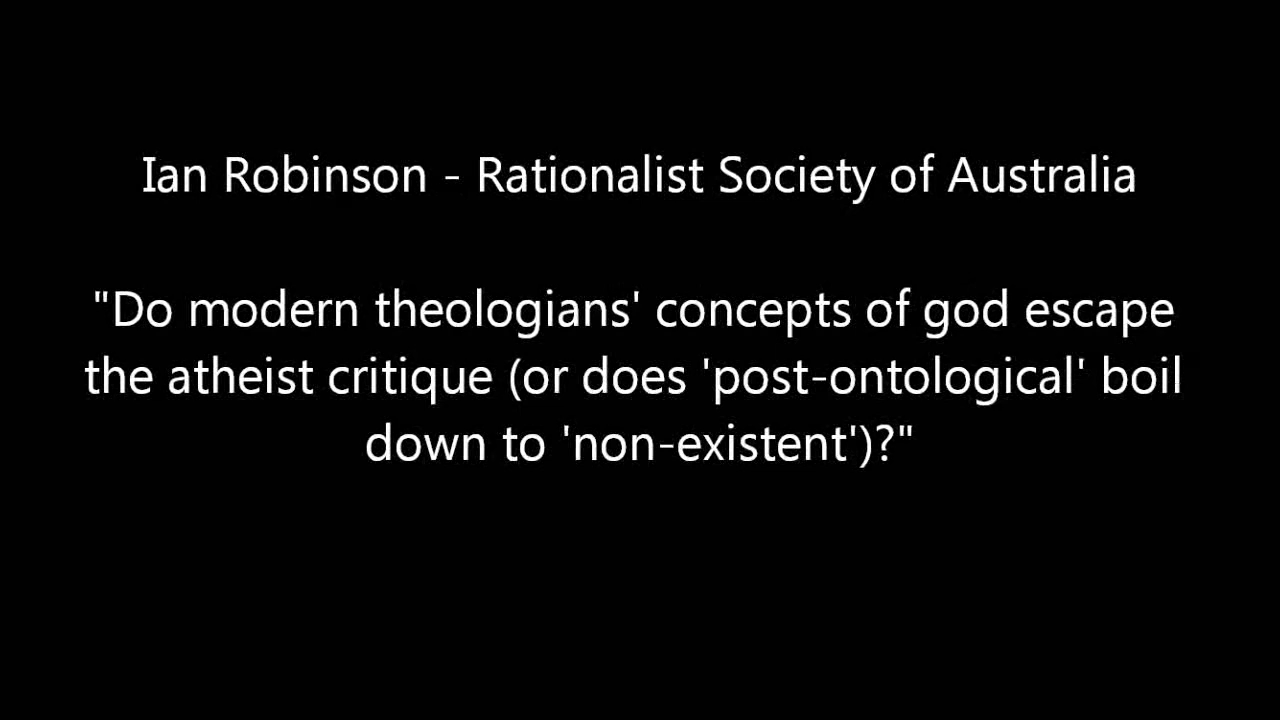 Ian Robinson - Rationalist Society of Australia
"Do modern theologians' concepts of god escape
the atheist critique (or does 'post-ontological' boil
down to 'non-existent')?"